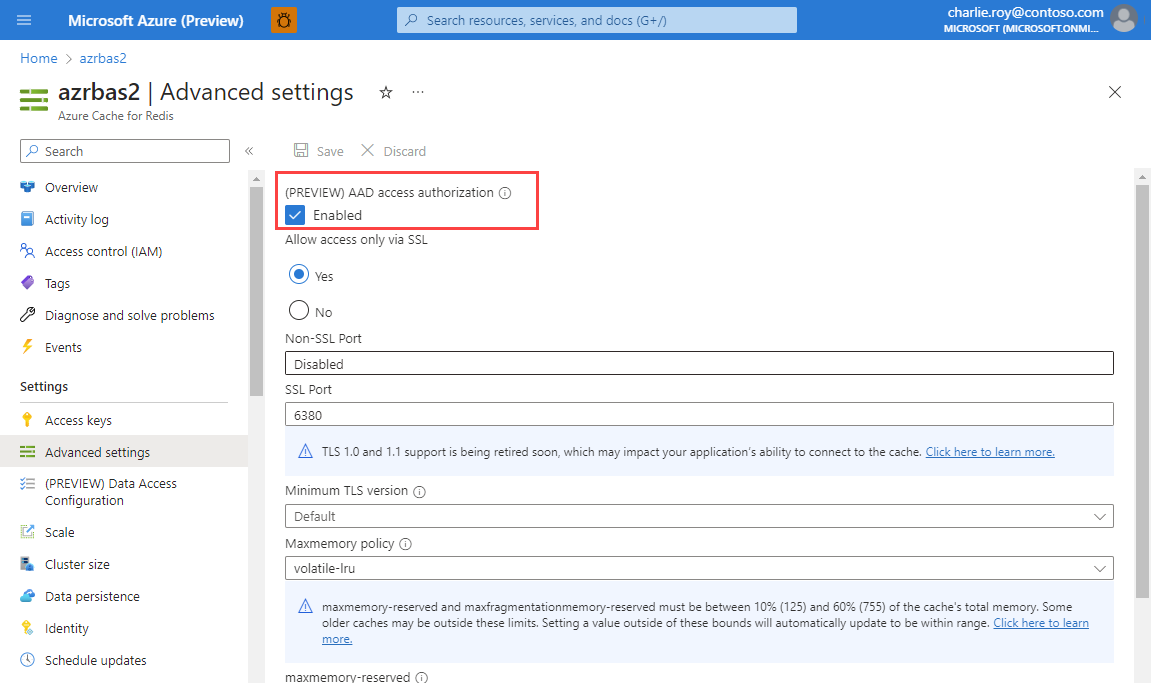 Microsoft Azure (Preview)
Search resources, services, and docs (G+/)
charlie.roy@contoso.com
MICROSOFT (MICROSOFT.ONMI...
Home > azrbas2
azrbas2 | Advanced settings
Azure Cache for Redis
Search
Save
Discard
Overview
Activity log
Access control (IAM)
Tags
Diagnose and solve problems
Events
Settings
Access keys
Advanced settings
(PREVIEW) Data Access
Configuration
Scale
Cluster size
Data persistence
Identity
Schedule updates
(PREVIEW) AAD access authorization
Enabled
Allow access only via SSL
Yes
No
Non-SSL Port
Disabled
SSL Port
6380
TLS 1.0 and 1.1 support is being retired soon, which may impact your application's ability to connect to the cache. Click here to learn more.
Minimum TLS version
Default
Maxmemory policy
volatile-lru
maxmemory-reserved and maxfragmentationmemory-reserved must be between 10% (125) and 60% (755) of the cache's total memory. Some
older caches may be outside these limits. Setting a value outside of these bounds will automatically update to be within range. Click here to learn
more.
maxmemory-reserved